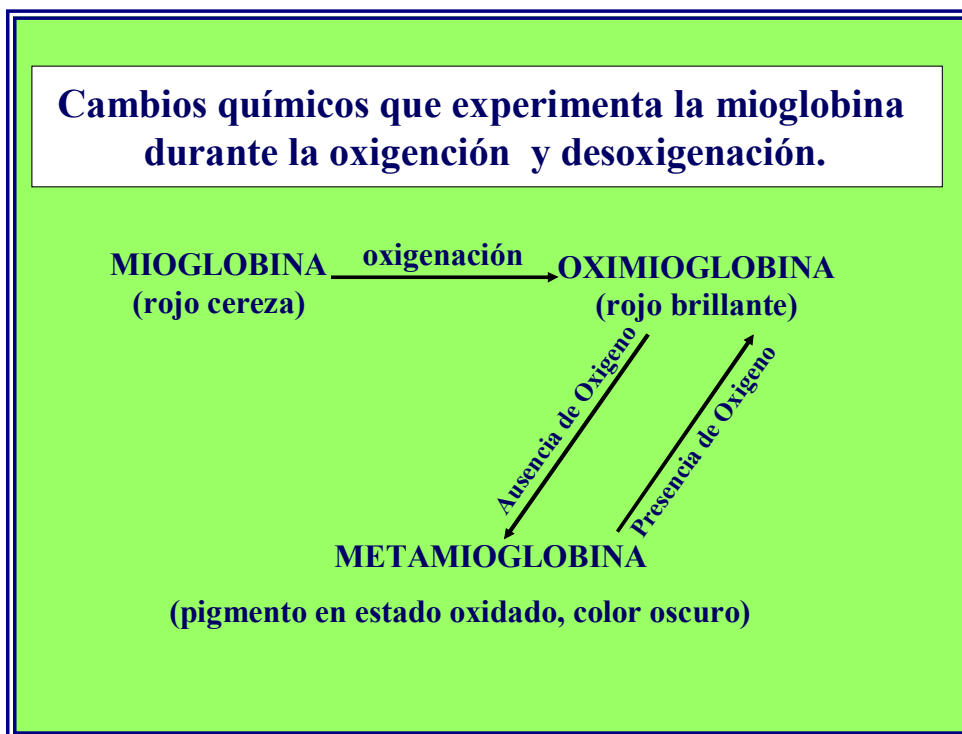 Cambios químicos que experimenta la mioglobina
durante la oxigención y desoxigenación.
MIOGLOBINA
(rojo cereza)
oxigenación
OXIMIOGLOBINA
(rojo brillante)
Ausencia de Oxigeno
Presencia de Oxigeno
METAMIOGLOBINA
(pigmento en estado oxidado, color oscuro)